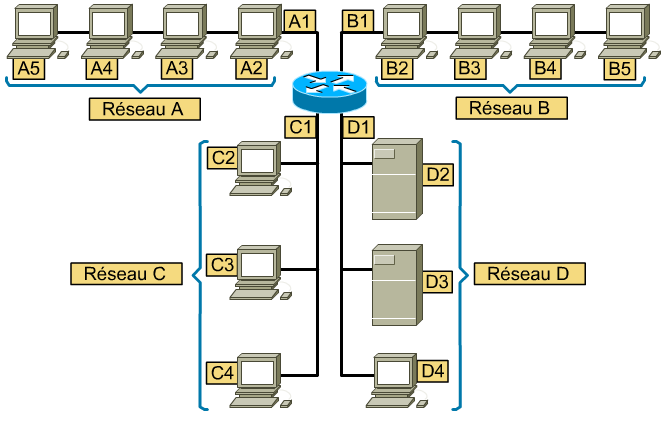 A1
B1
A5
A4
A3
A2
B2
B3
B4
B5
Réseau A
Réseau B
C1
D1
C2
D2
C3
D3
Réseau C
Réseau D
C4
D4